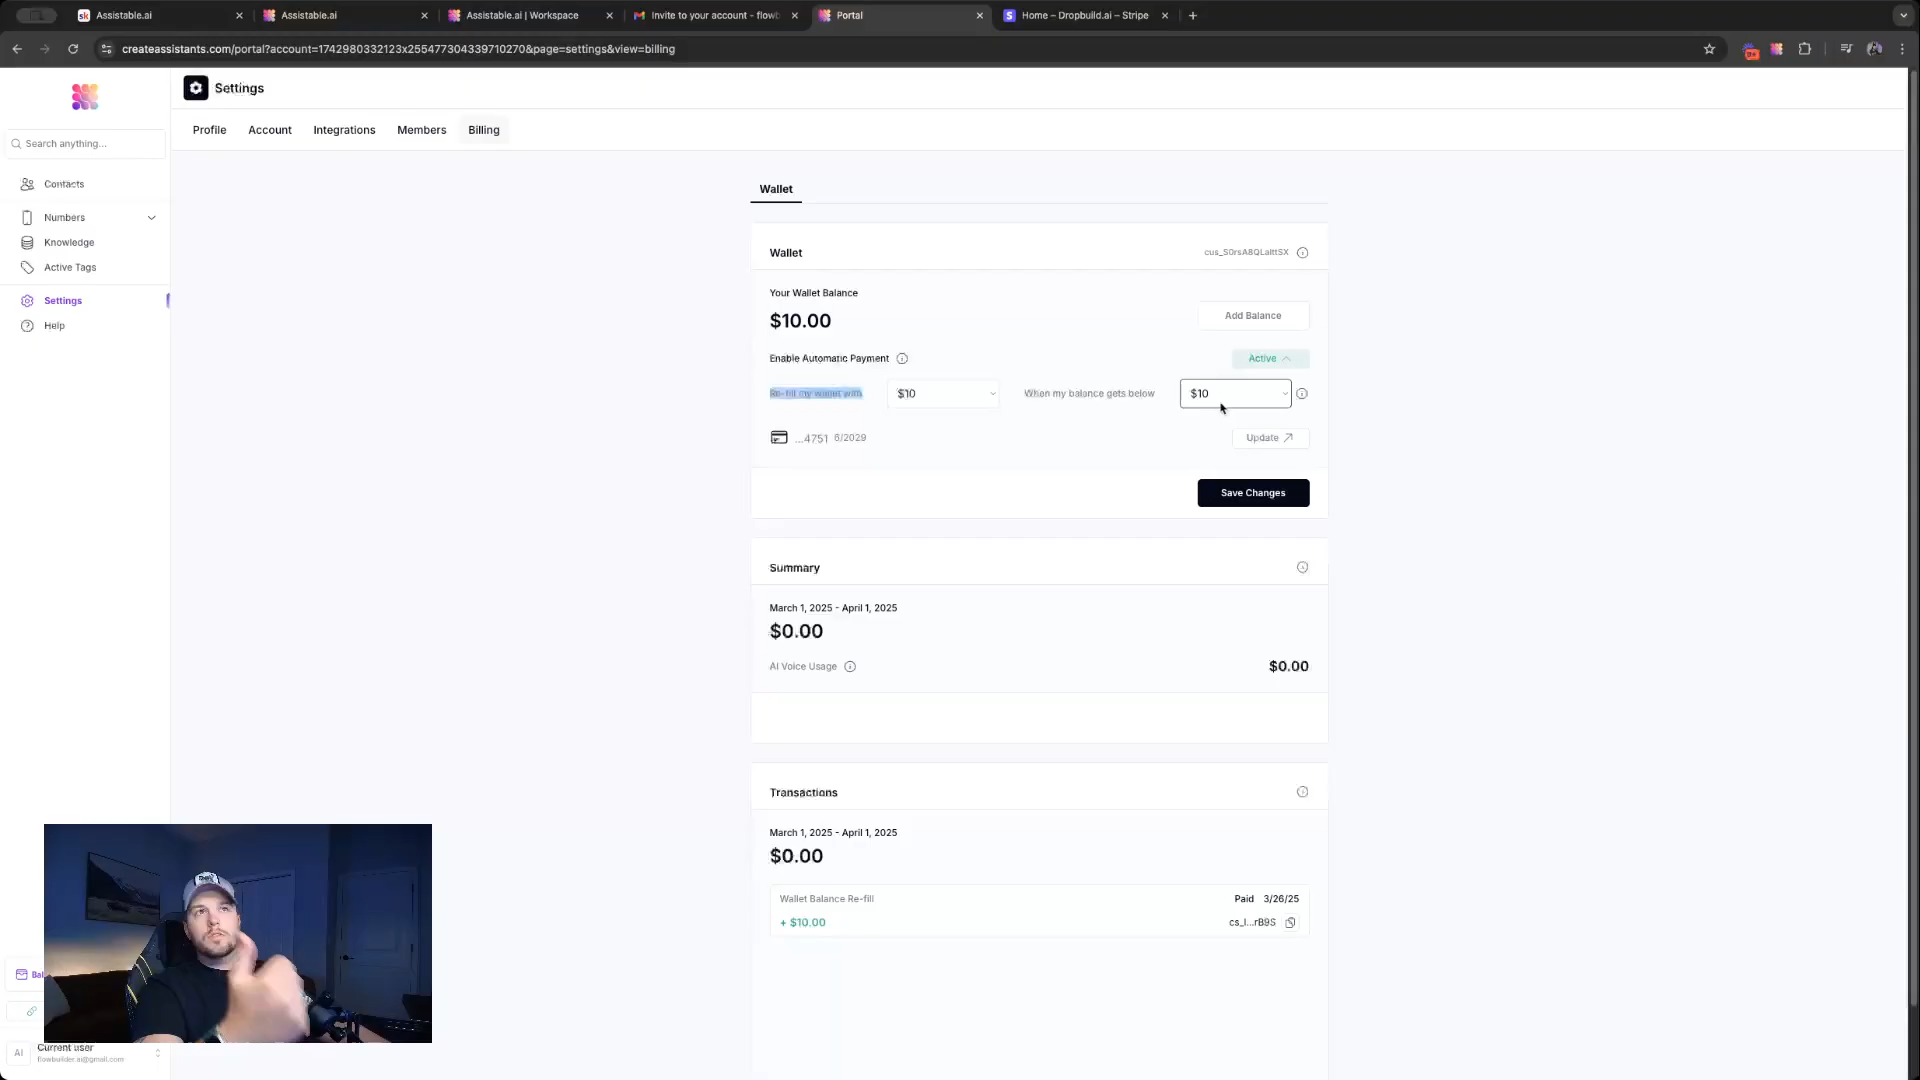 Assistable.ai
Assistable.ai
Assistable.ai | Workspace
Invite to your account - flowb
Portal
Home – Dropbuild.ai – Stripe
createassistants.com/portal?account=1742980332123x255477304339710270&page=settings&view=billing
Settings
Search anything...
Profile
Account
Integrations
Members
Billing
Contacts
Numbers
Knowledge
Active Tags
Settings
Help
Wallet
Wallet
Your Wallet Balance
$10.00
Add Balance
Enable Automatic Payment
Active
Re-fill my wallet with
$10
When my balance gets below
$10
...4751 6/2029
Update
Save Changes
Summary
March 1, 2025 - April 1, 2025
$0.00
AI Voice Usage
$0.00
Transactions
March 1, 2025 - April 1, 2025
$0.00
Wallet Balance Re-fill
Paid 3/26/25
+ $10.00
cs_l...rB9S
Bal
AI
Current user
flowbuilder.ai@gmail.com